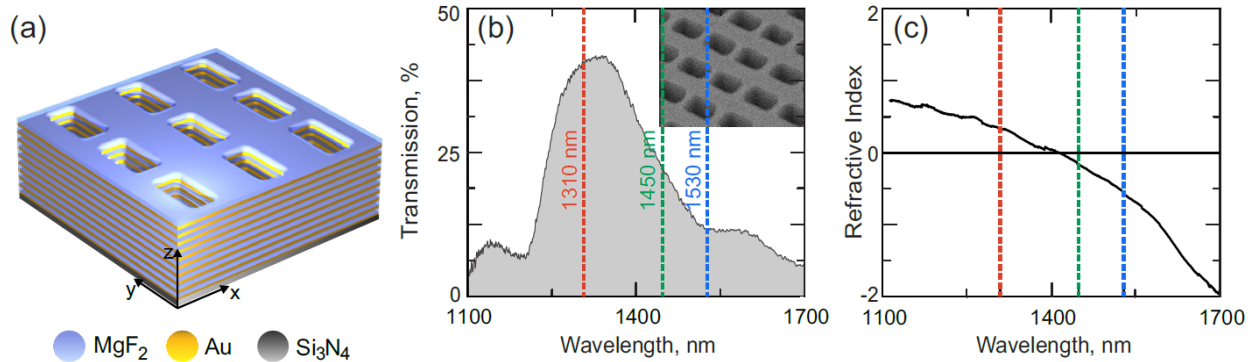 (a)
z
y
x
MgF₂
Au
Si₃N₄
(b)
50
25
0
Transmission, %
1310 nm
1450 nm
1530 nm
1100
1400
1700
Wavelength, nm
(c)
2
0
-2
Refractive Index
1100
1400
1700
Wavelength, nm